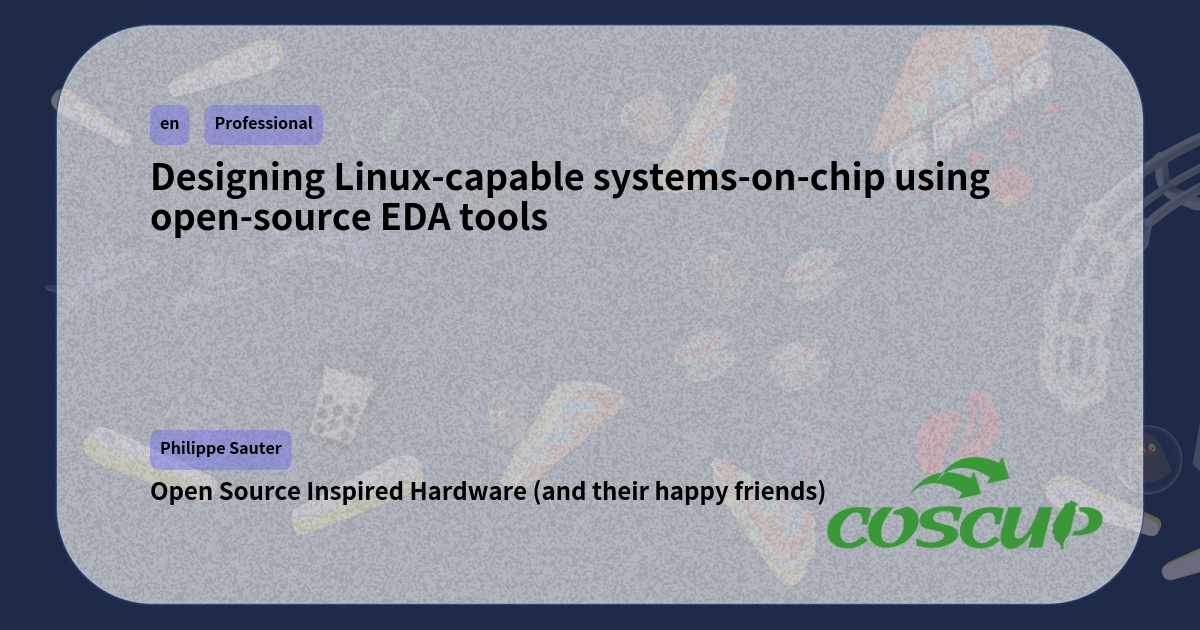 en Professional
Designing Linux-capable systems-on-chip using
open-source EDA tools
Philippe Sauter
Open Source Inspired Hardware (and their happy friends)
COSCUP